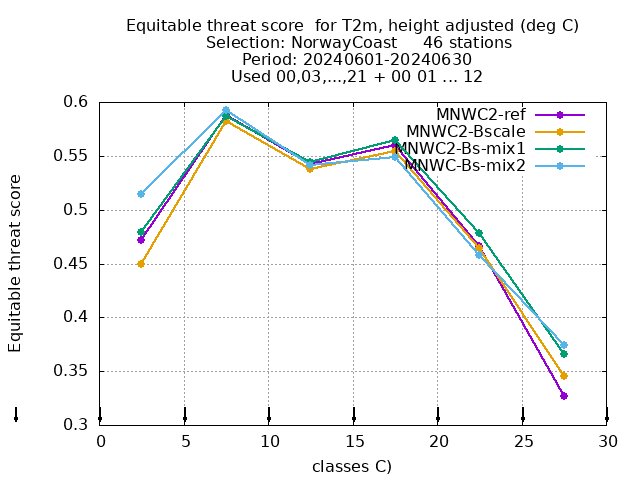 Equitable threat score  for T2m, height adjusted (deg C)
Selection: NorwayCoast     46 stations
Period: 20240601-20240630
Used 00,03,...,21 + 00 01 ... 12
MNWC2-ref
MNWC2-Bscale
MNWC2-Bs-mix1
MNWC-Bs-mix2
Equitable threat score
0.6
0.55
0.5
0.45
0.4
0.35
0.3
0 5 10 15 20 25 30
classes C)